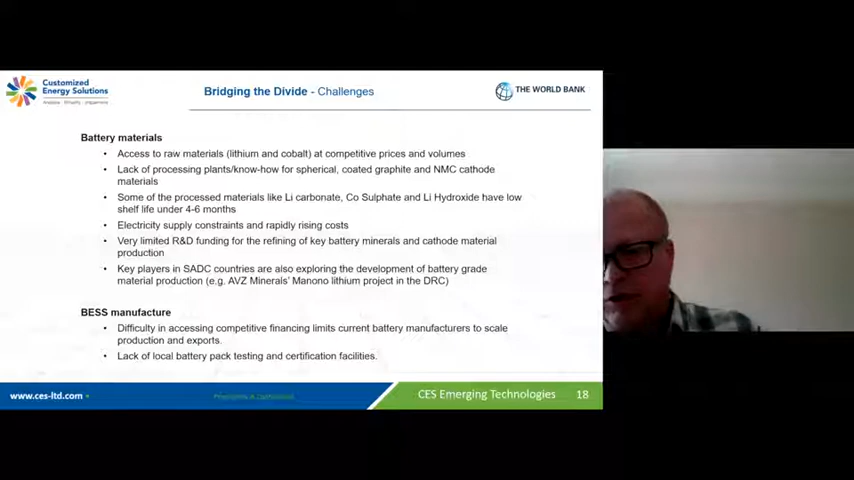 Customized
Energy Solutions
Bridging the Divide - Challenges
THE WORLD BANK
Battery materials
• Access to raw materials (lithium and cobalt) at competitive prices and volumes
• Lack of processing plants/know-how for spherical, coated graphite and NMC cathode
materials
• Some of the processed materials like Li carbonate, Co Sulphate and Li Hydroxide have low
shelf life under 4-6 months
• Electricity supply constraints and rapidly rising costs
• Very limited R&D funding for the refining of key battery minerals and cathode material
production
• Key players in SADC countries are also exploring the development of battery grade
material production (e.g. AVZ Minerals' Manono lithium project in the DRC)
BESS manufacture
• Difficulty in accessing competitive financing limits current battery manufacturers to scale
production and exports.
• Lack of local battery pack testing and certification facilities.
www.ces-ltd.com
CES Emerging Technologies 18